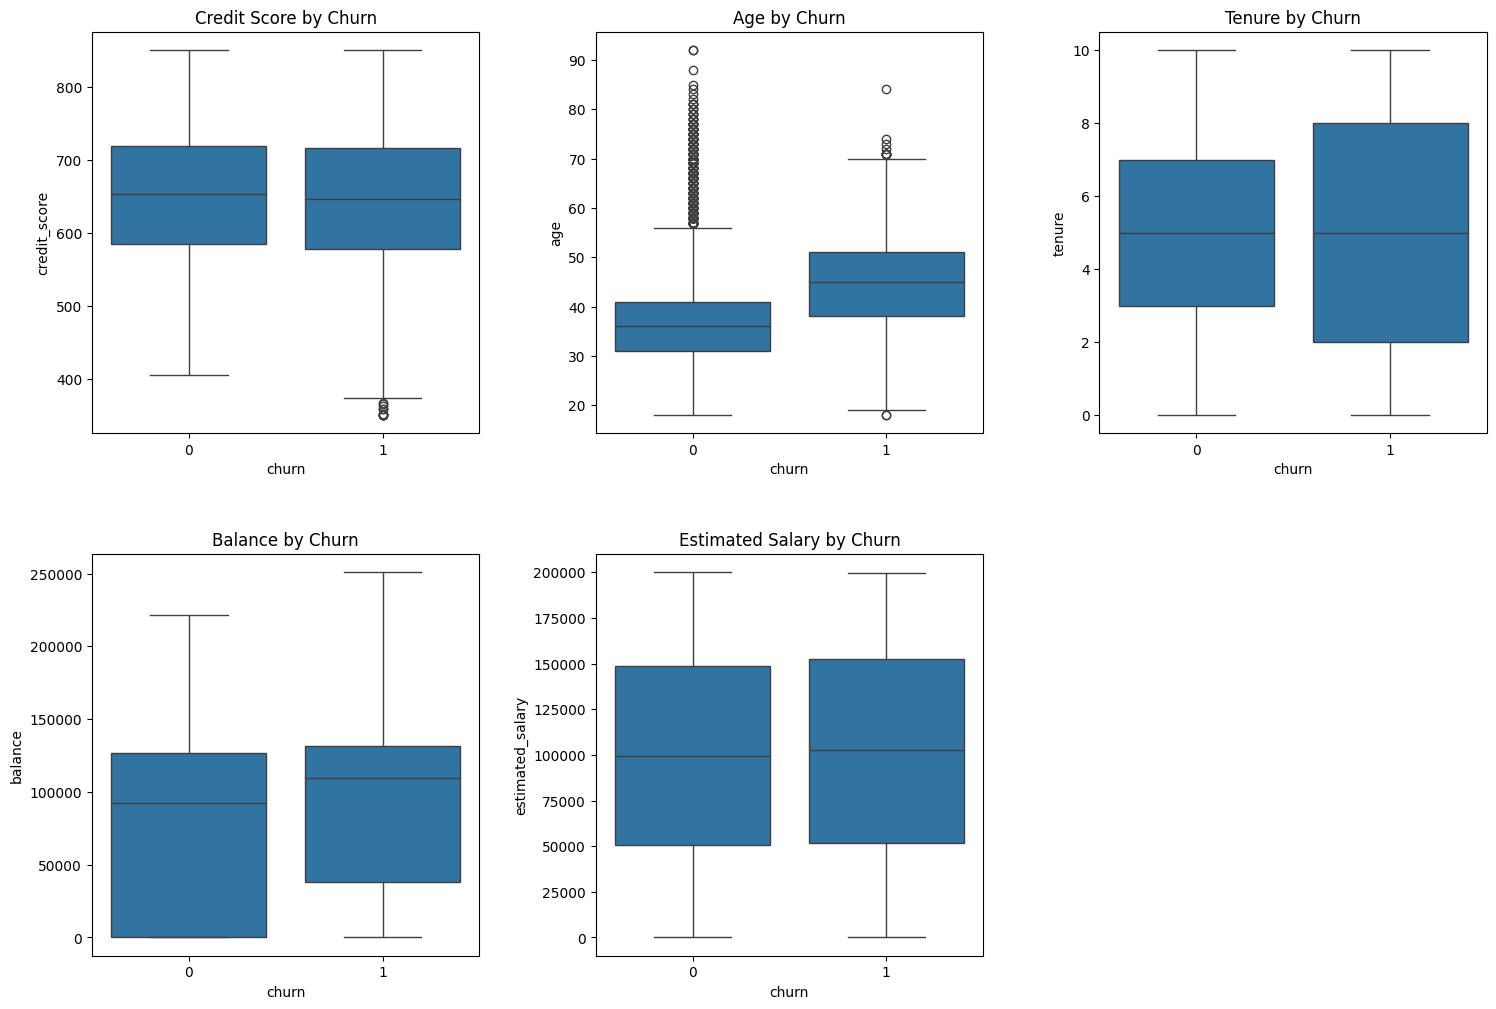 Credit Score by Churn
800
700
600
500
400
credit_score
0
1
churn
Age by Churn
90
80
70
60
50
40
30
20
age
0
1
churn
Tenure by Churn
10
8
6
4
2
0
tenure
0
1
churn
Balance by Churn
250000
200000
150000
100000
50000
0
balance
0
1
churn
Estimated Salary by Churn
200000
175000
150000
125000
100000
75000
50000
25000
0
estimated_salary
0
1
churn